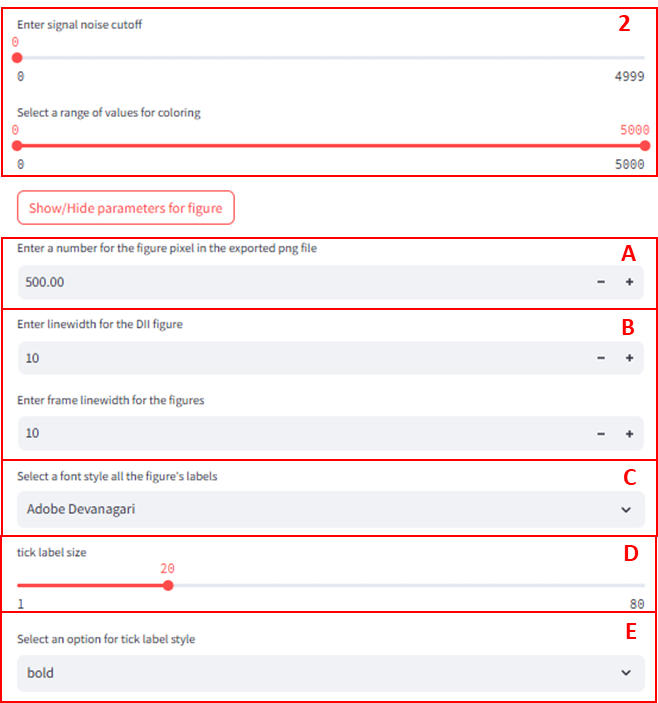 Enter signal noise cutoff
2
0
0 4999
Select a range of values for coloring
0 5000
0 5000
Show/Hide parameters for figure
Enter a number for the figure pixel in the exported png file
A
500.00 - +
Enter linewidth for the DII figure
B
10 - +
Enter frame linewidth for the figures
10 - +
Select a font style all the figure's labels
C
Adobe Devanagari
tick label size
D
20
1 80
Select an option for tick label style
E
bold